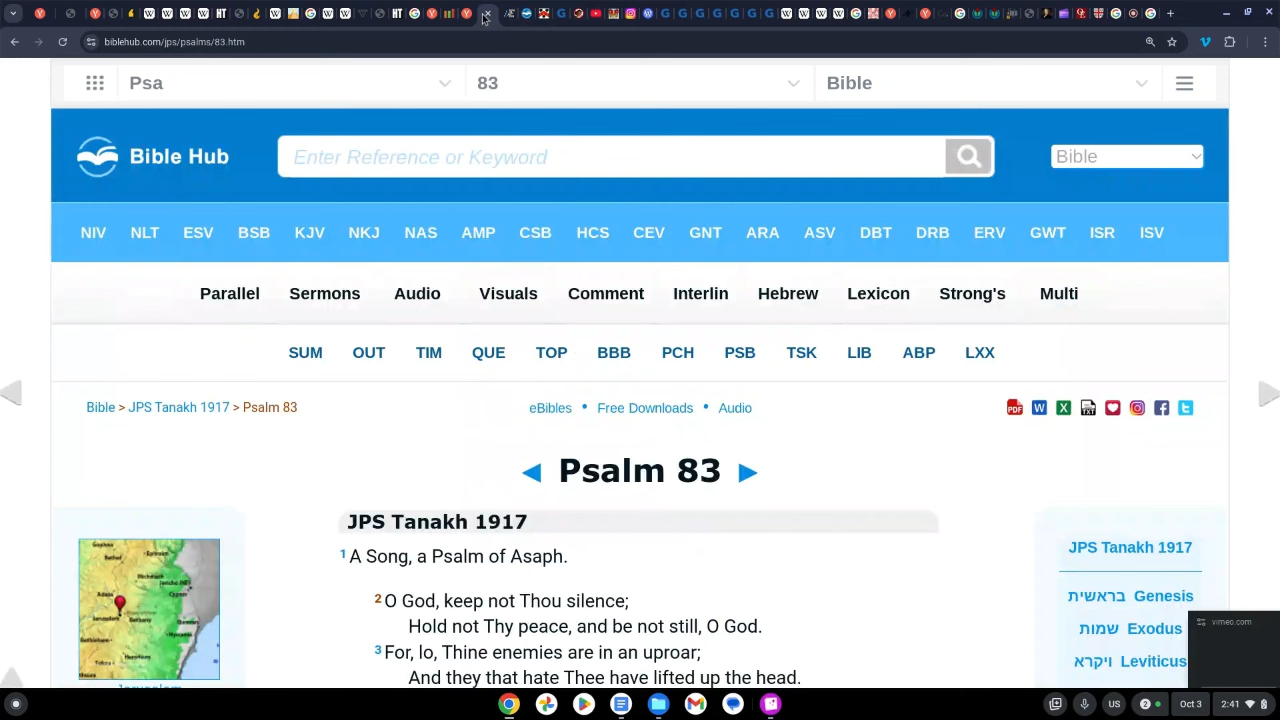 biblehub.com/jps/psalms/83.htm
Psa 83 Bible
Bible Hub Enter Reference or Keyword Bible
NIV NLT ESV BSB KJV NKJ NAS AMP CSB HCS CEV GNT ARA ASV DBT DRB ERV GWT ISR ISV
Parallel Sermons Audio Visuals Comment Interlin Hebrew Lexicon Strong's Multi
SUM OUT TIM QUE TOP BBB PCH PSB TSK LIB ABP LXX
Bible > JPS Tanakh 1917 > Psalm 83 eBibles • Free Downloads • Audio
◄ Psalm 83 ►
JPS Tanakh 1917
1 A Song, a Psalm of Asaph.
2 O God, keep not Thou silence;
Hold not Thy peace, and be not still, O God.
3 For, lo, Thine enemies are in an uproar;
And they that hate Thee have lifted up the head.
JPS Tanakh 1917
בראשית Genesis
שמות Exodus
ויקרא Leviticus
vimeo.com
US 2 Oct 3 2:41